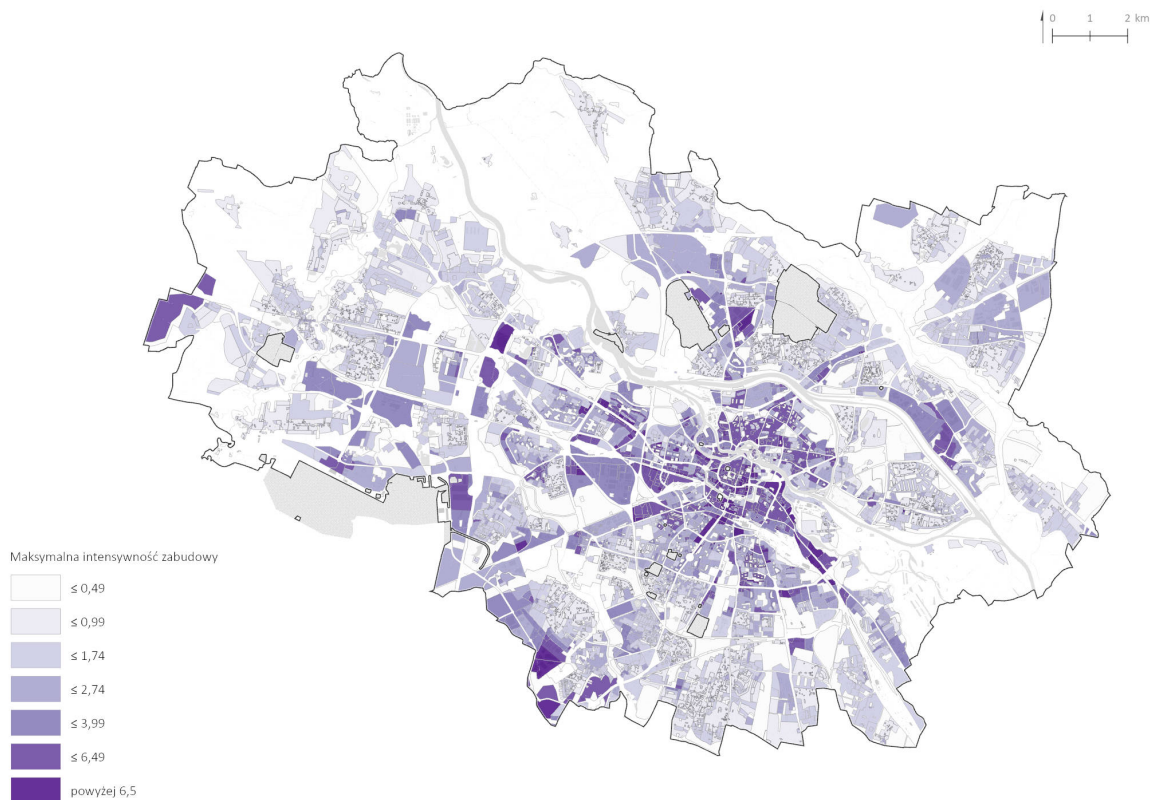 0 1 2 km
Maksymalna intensywność zabudowy
≤ 0,49
≤ 0,99
≤ 1,74
≤ 2,74
≤ 3,99
≤ 6,49
powyżej 6,5